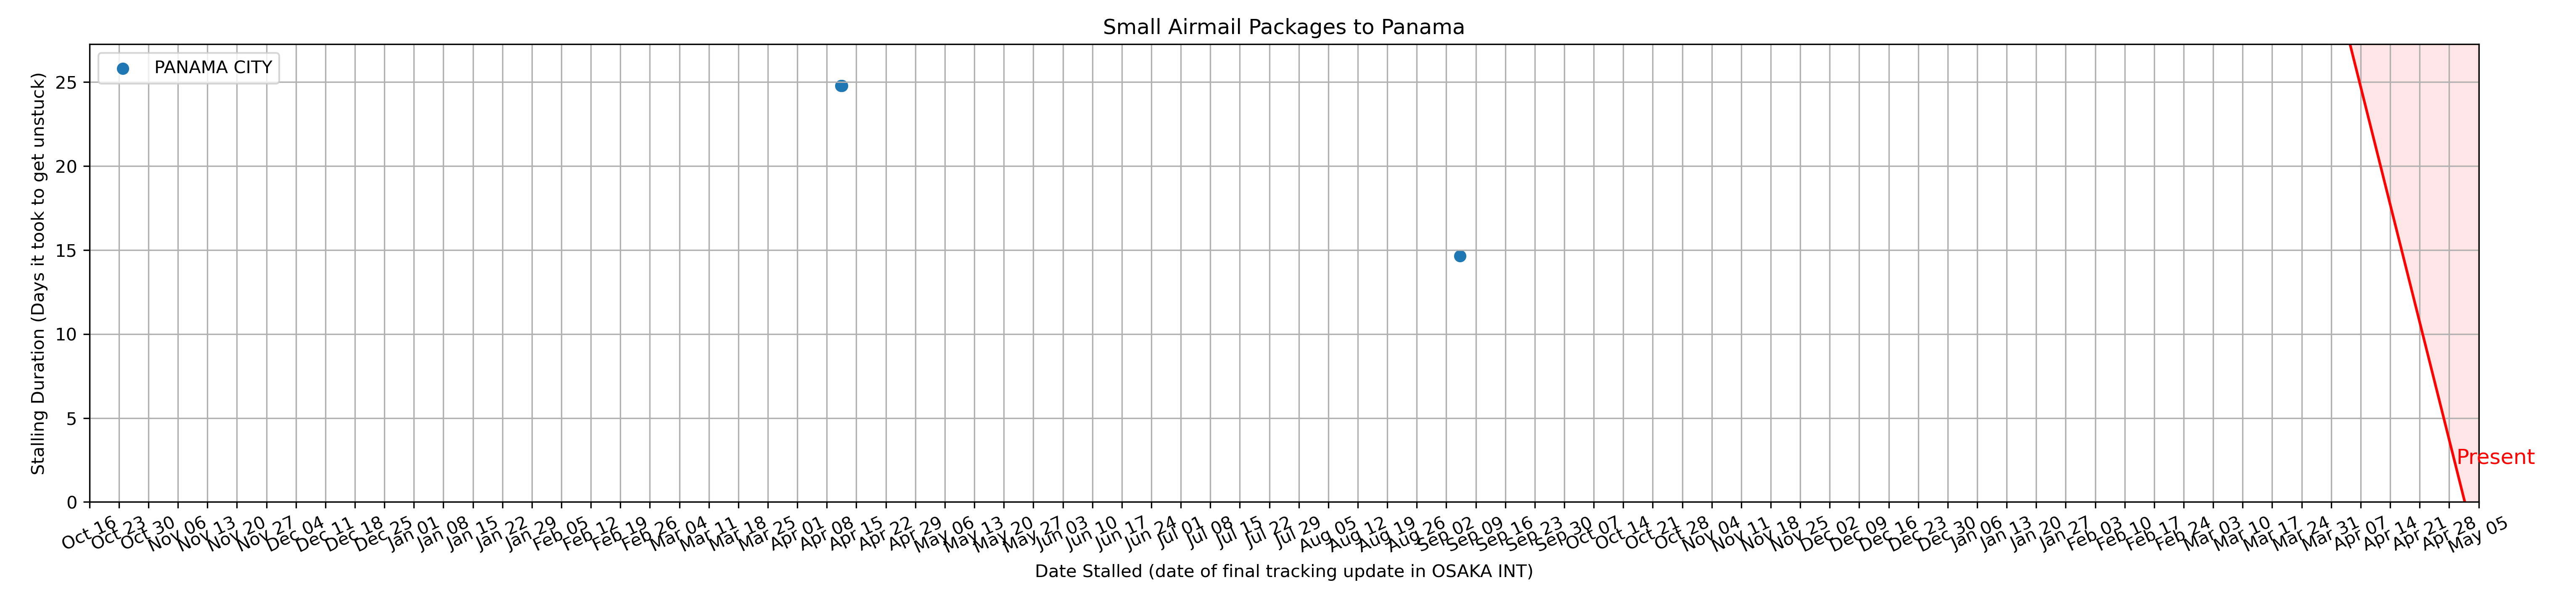 Small Airmail Packages to Panama
PANAMA CITY
Stalling Duration (Days it took to get unstuck)
25
20
15
10
5
0
Present
Oct 16
Oct 23
Oct 30
Nov 06
Nov 13
Nov 20
Nov 27
Dec 04
Dec 11
Dec 18
Dec 25
Jan 01
Jan 08
Jan 15
Jan 22
Jan 29
Feb 05
Feb 12
Feb 19
Feb 26
Mar 04
Mar 11
Mar 18
Mar 25
Apr 01
Apr 08
Apr 15
Apr 22
Apr 29
May 06
May 13
May 20
May 27
Jun 03
Jun 10
Jun 17
Jun 24
Jul 01
Jul 08
Jul 15
Jul 22
Jul 29
Aug 05
Aug 12
Aug 19
Aug 26
Sep 02
Sep 09
Sep 16
Sep 23
Sep 30
Oct 07
Oct 14
Oct 21
Oct 28
Nov 04
Nov 11
Nov 18
Nov 25
Dec 02
Dec 09
Dec 16
Dec 23
Dec 30
Jan 06
Jan 13
Jan 20
Jan 27
Feb 03
Feb 10
Feb 17
Feb 24
Mar 03
Mar 10
Mar 17
Mar 24
Mar 31
Apr 07
Apr 14
Apr 21
Apr 28
May 05
Date Stalled (date of final tracking update in OSAKA INT)